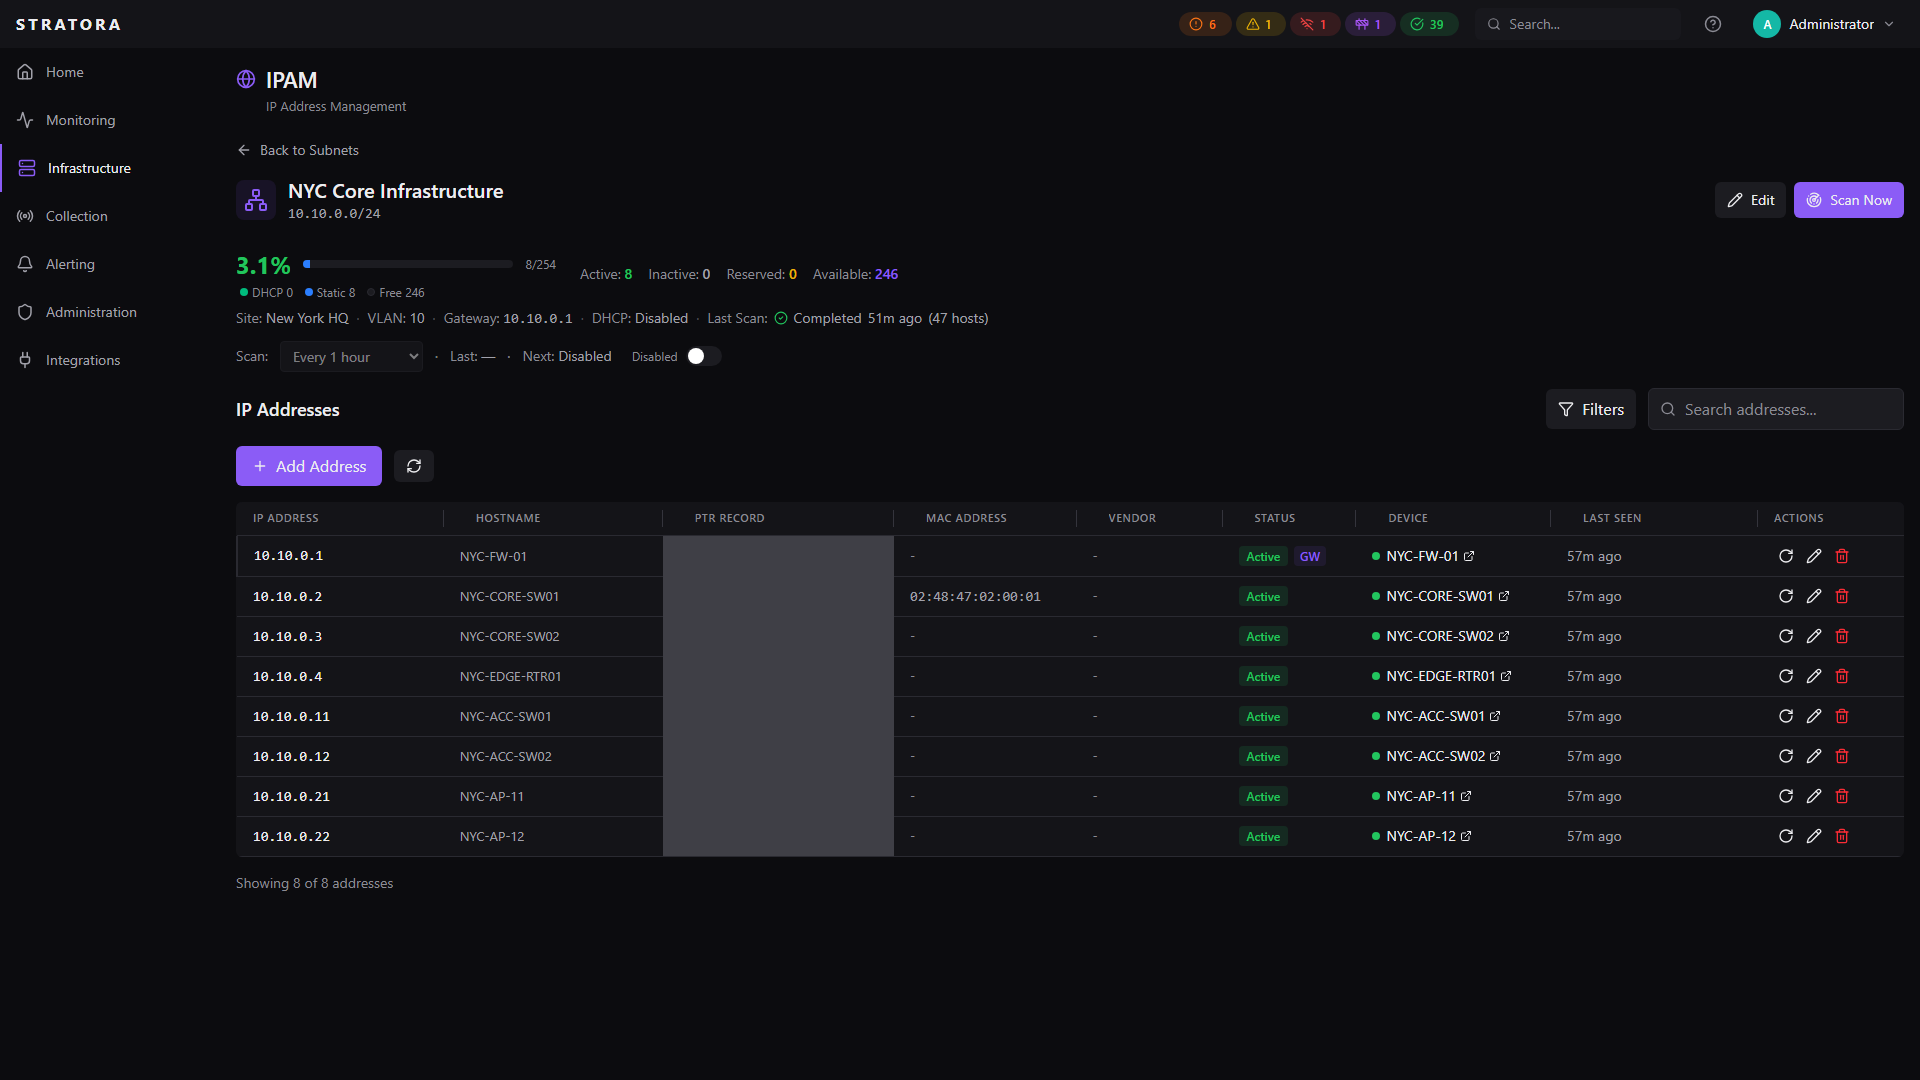 STRATORA
6
1
1
1
39
Search...
A
Administrator
Home
Monitoring
Infrastructure
Collection
Alerting
Administration
Integrations
IPAM
IP Address Management
Back to Subnets
NYC Core Infrastructure
10.10.0.0/24
Edit
Scan Now
3.1%
8/254
DHCP 0 Static 8 Free 246
Active: 8 Inactive: 0 Reserved: 0 Available: 246
Site: New York HQ · VLAN: 10 · Gateway: 10.10.0.1 · DHCP: Disabled · Last Scan: Completed 51m ago (47 hosts)
Scan: Every 1 hour · Last: — · Next: Disabled Disabled
IP Addresses
Filters
Search addresses...
+ Add Address
IP ADDRESS HOSTNAME PTR RECORD MAC ADDRESS VENDOR STATUS DEVICE LAST SEEN ACTIONS
10.10.0.1 NYC-FW-01 - - Active GW NYC-FW-01 57m ago
10.10.0.2 NYC-CORE-SW01 02:48:47:02:00:01 - Active NYC-CORE-SW01 57m ago
10.10.0.3 NYC-CORE-SW02 - - Active NYC-CORE-SW02 57m ago
10.10.0.4 NYC-EDGE-RTR01 - - Active NYC-EDGE-RTR01 57m ago
10.10.0.11 NYC-ACC-SW01 - - Active NYC-ACC-SW01 57m ago
10.10.0.12 NYC-ACC-SW02 - - Active NYC-ACC-SW02 57m ago
10.10.0.21 NYC-AP-11 - - Active NYC-AP-11 57m ago
10.10.0.22 NYC-AP-12 - - Active NYC-AP-12 57m ago
Showing 8 of 8 addresses